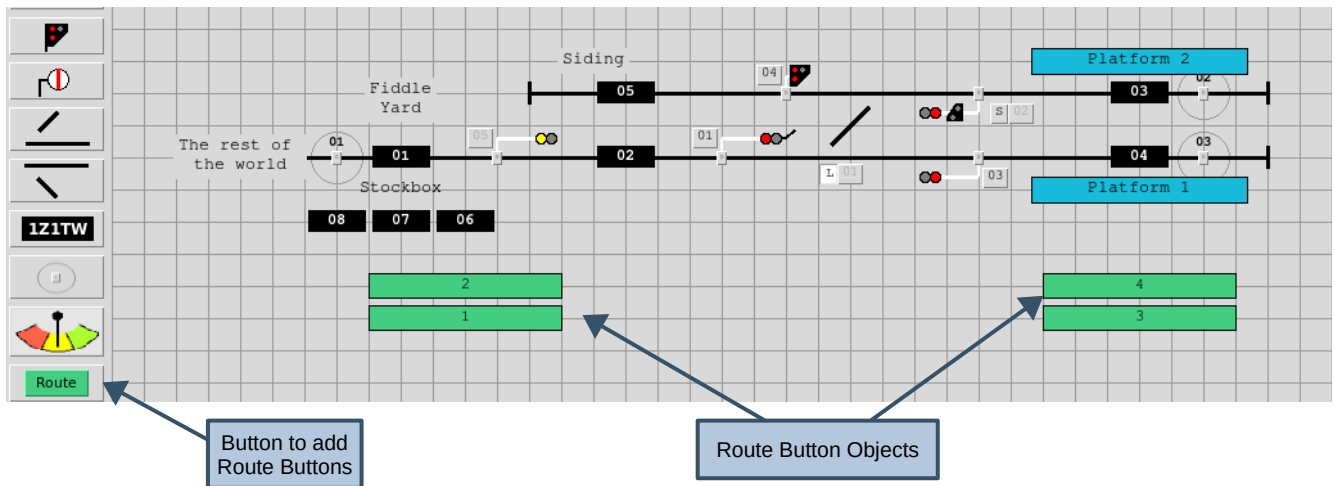 Siding
Platform 2
04
05
03
02
Fiddle
Yard
S 02
The rest of
the world
01
01
05
02
01
L 01
03
04
03
Stockbox
Platform 1
08
07
06
1Z1TW
2
1
4
3
Route
Button to add
Route Buttons
Route Button Objects